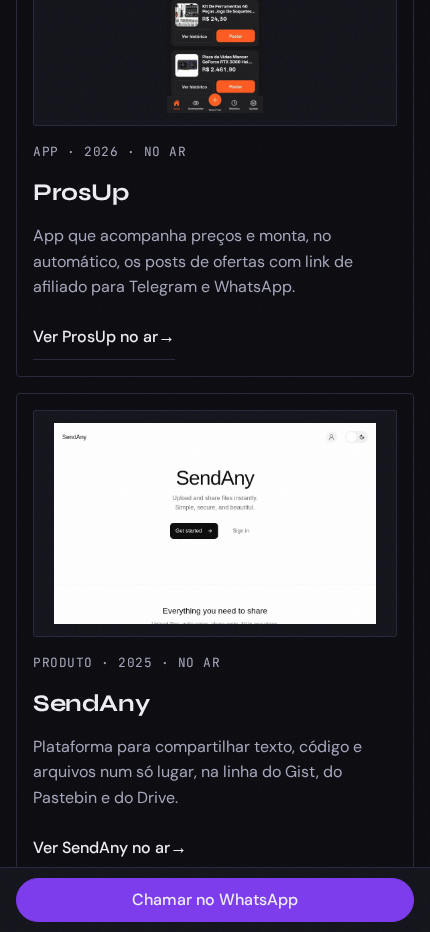 Kit De Ferramentas 46
Peças Jogo De Soquetes...
R$ 24,30
Ver histórico
Postar
Placa de Vídeo Mancer
GeForce RTX 3060 Hei...
R$ 2.461,90
Ver histórico
Postar
APP · 2026 · NO AR
ProsUp
App que acompanha preços e monta, no
automático, os posts de ofertas com link de
afiliado para Telegram e WhatsApp.
Ver ProsUp no ar→
SendAny
SendAny
Upload and share files instantly.
Simple, secure, and beautiful.
Get started →
Sign in
Everything you need to share
PRODUTO · 2025 · NO AR
SendAny
Plataforma para compartilhar texto, código e
arquivos num só lugar, na linha do Gist, do
Pastebin e do Drive.
Ver SendAny no ar→
Chamar no WhatsApp